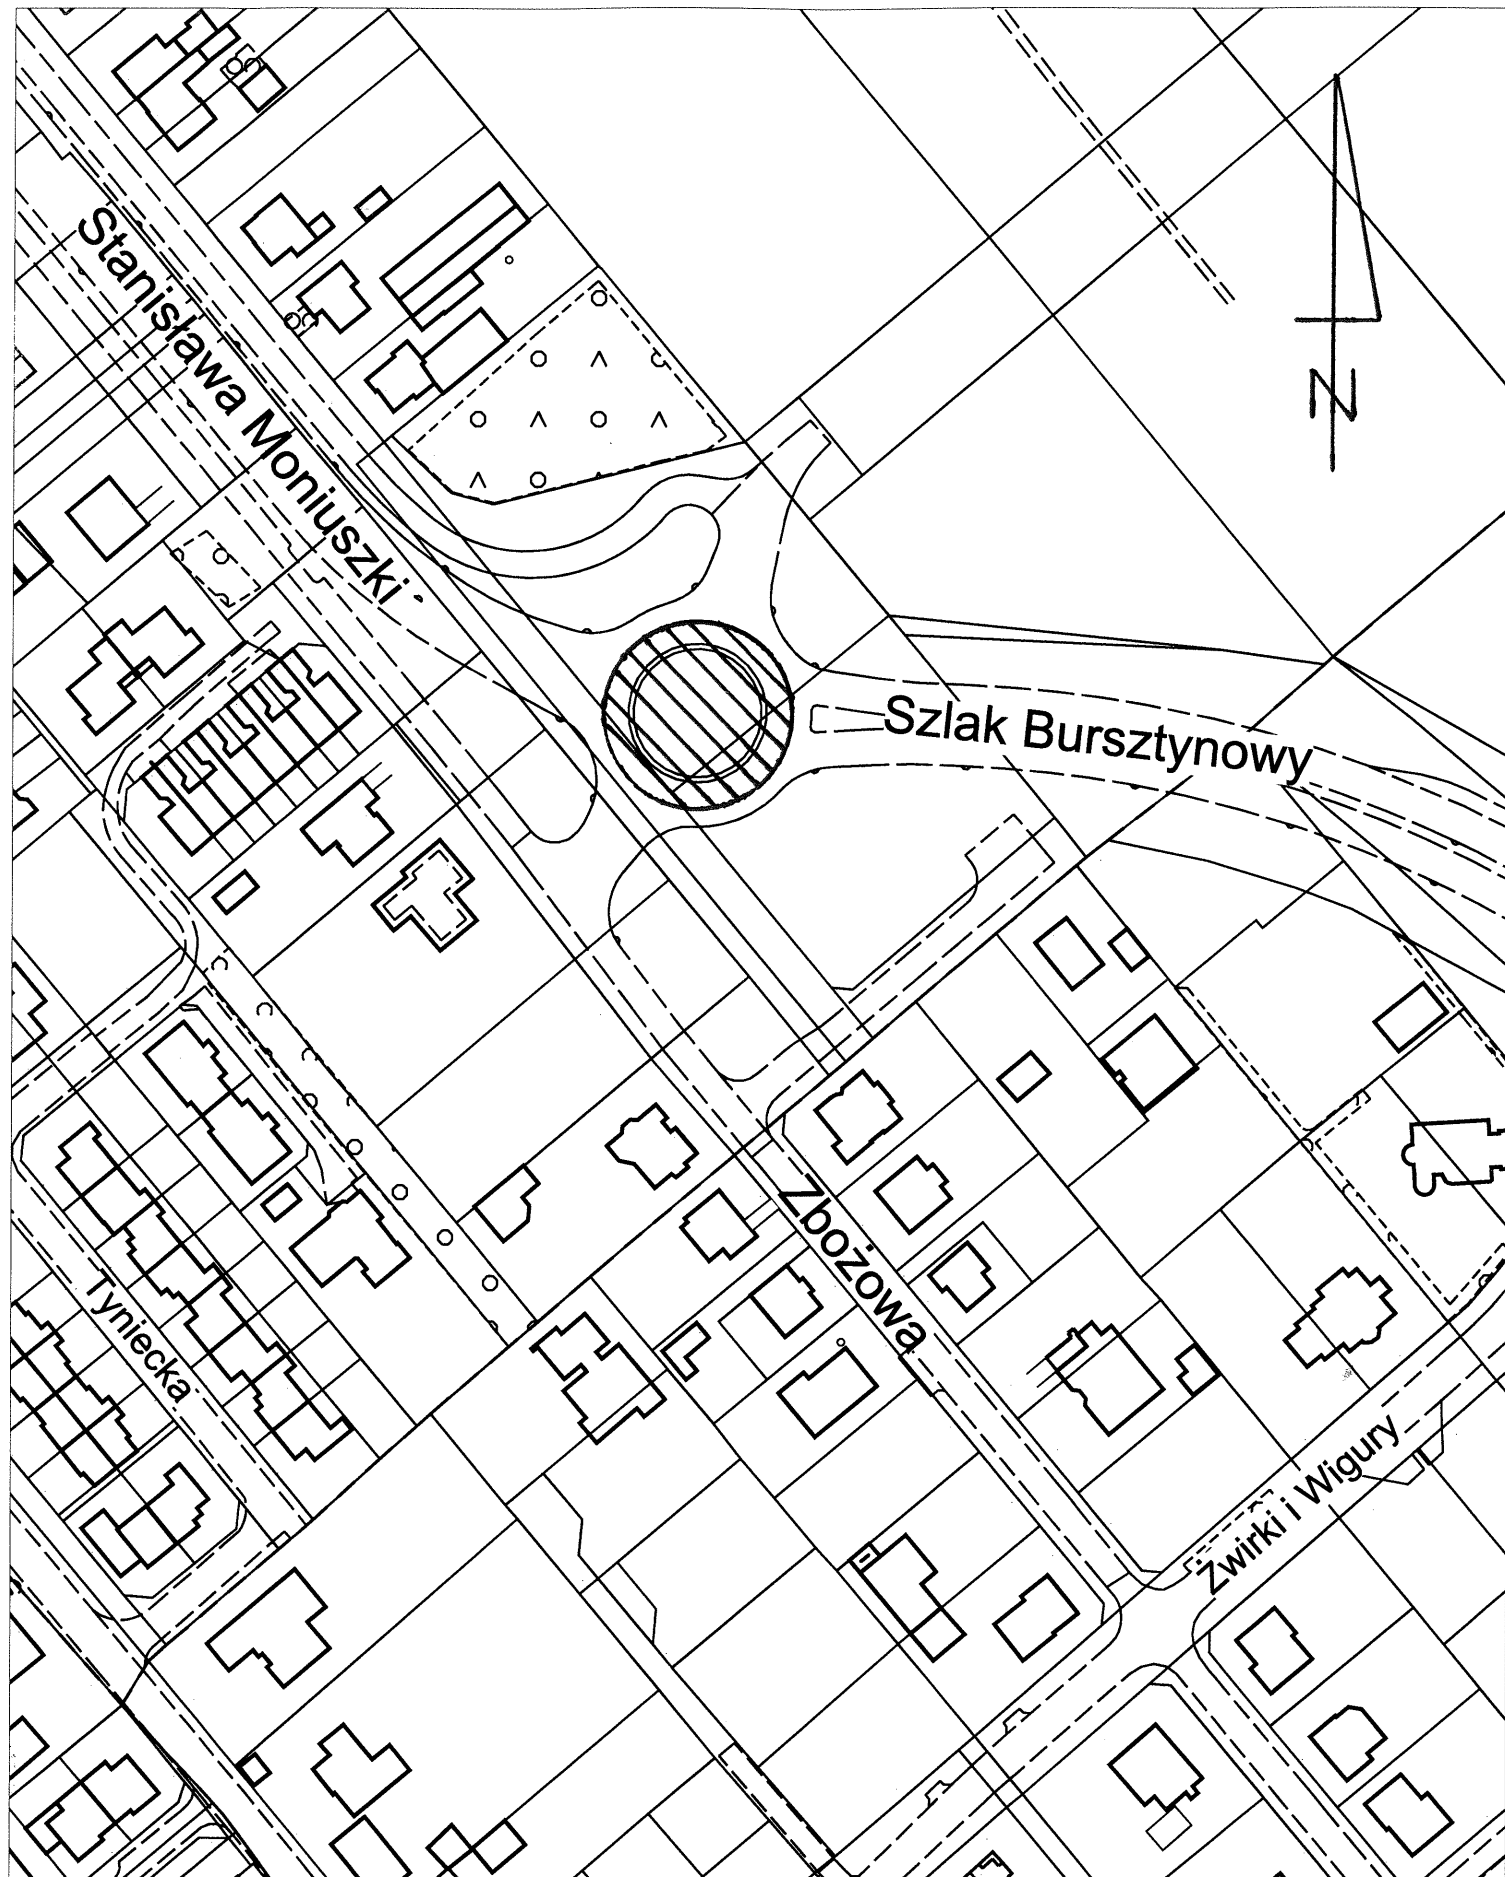 N
Stanisława Moniuszki
Szlak Bursztynowy
Zbożowa
Tyniecka
Żwirki i Wigury